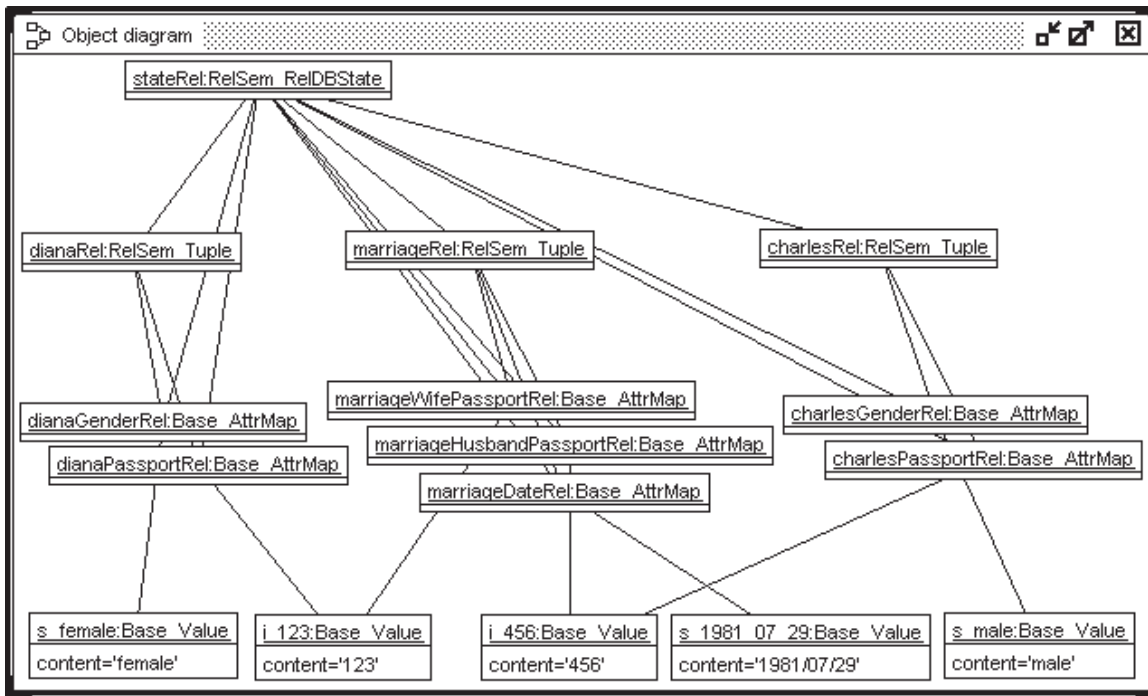 Object diagram
stateRel:RelSem_RelDBState
dianaRel:RelSem_Tuple
marriageRel:RelSem_Tuple
charlesRel:RelSem_Tuple
marriageWifePassportRel:Base_AttrMap
dianaGenderRel:Base_AttrMap
charlesGenderRel:Base_AttrMap
marriageHusbandPassportRel:Base_AttrMap
dianaPassportRel:Base_AttrMap
charlesPassportRel:Base_AttrMap
marriageDateRel:Base_AttrMap
s_female:Base_Value
content='female'
i_123:Base_Value
content='123'
i_456:Base_Value
content='456'
s_1981_07_29:Base_Value
content='1981/07/29'
s_male:Base_Value
content='male'